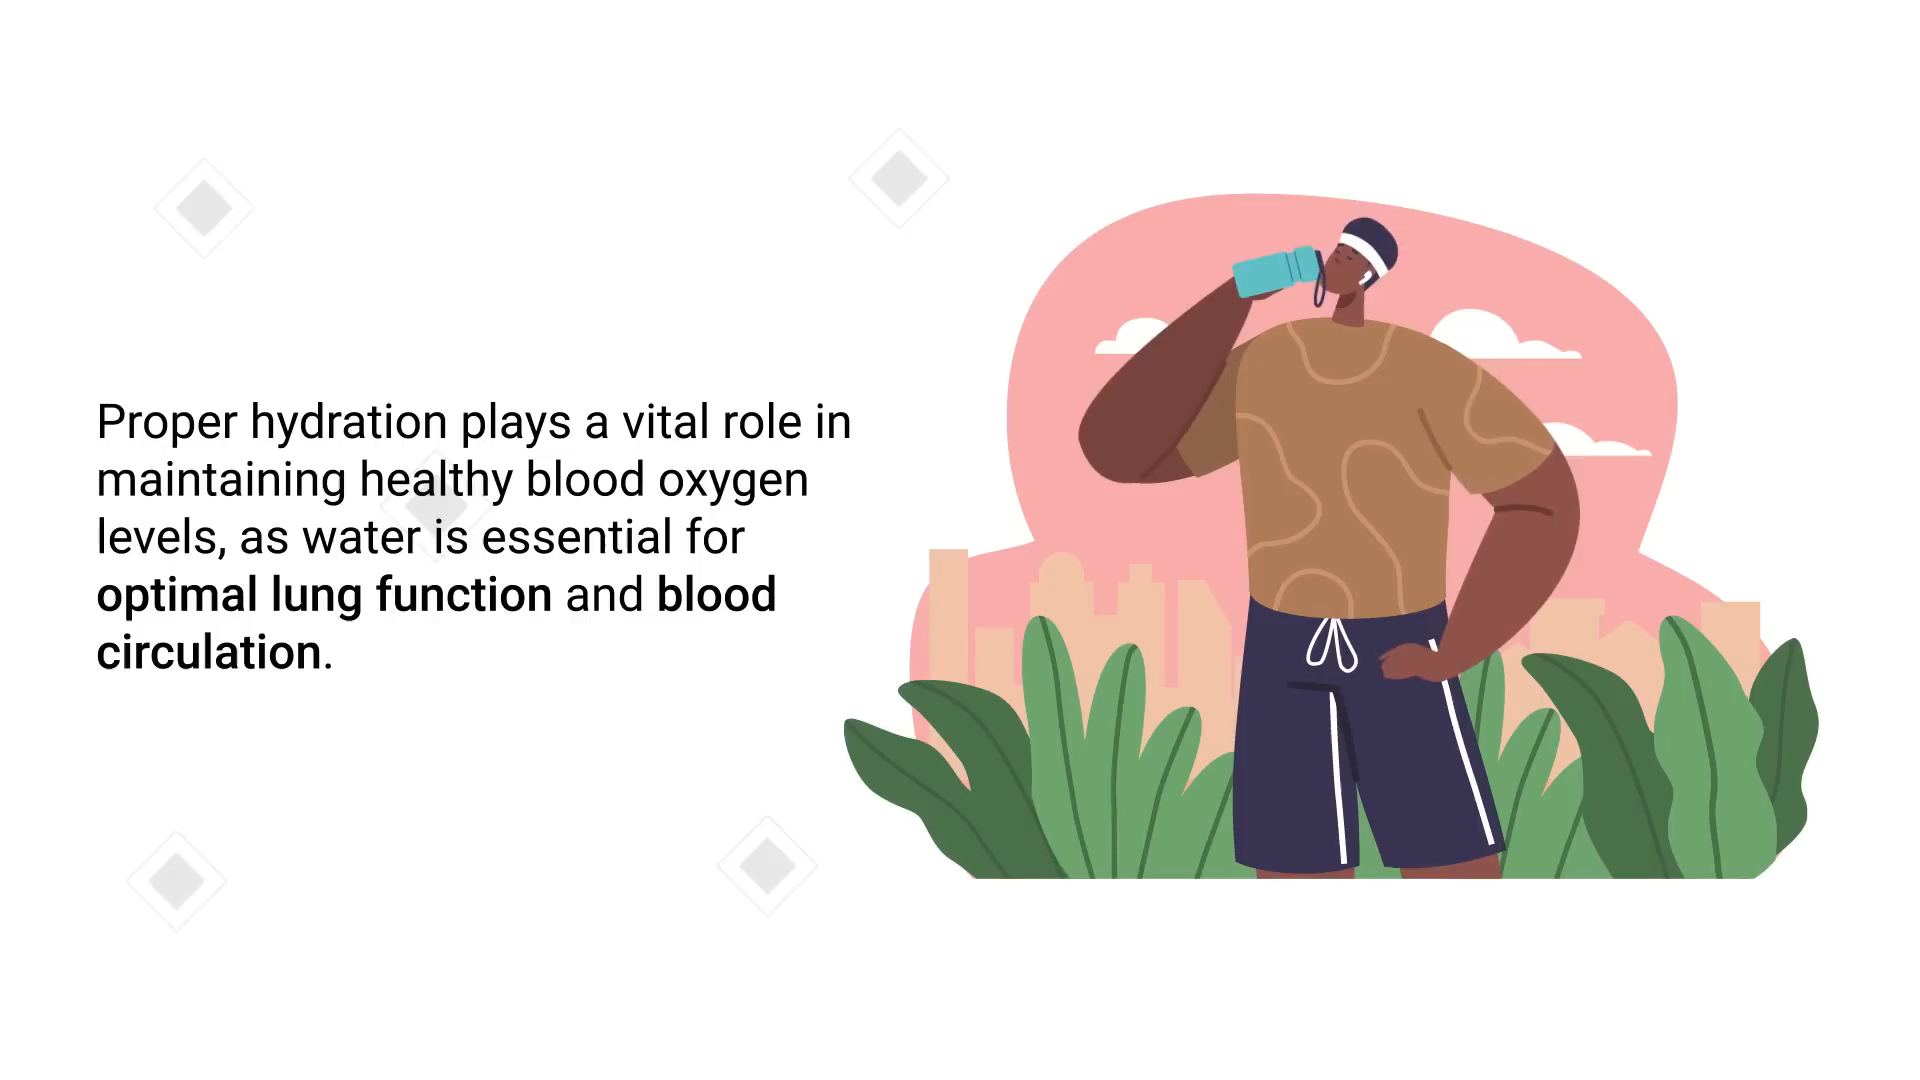 Proper hydration plays a vital role in
maintaining healthy blood oxygen
levels, as water is essential for
optimal lung function and blood
circulation.